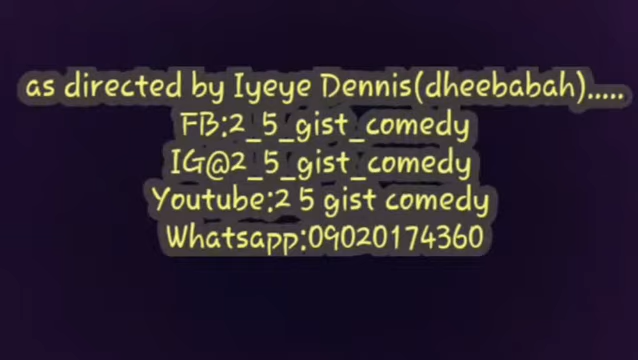 as directed by Iyeye Dennis(dheebabah).....
FB:2_5_gist_comedy
IG@2_5_gist_comedy
Youtube:2 5 gist comedy
Whatsapp:09020174360